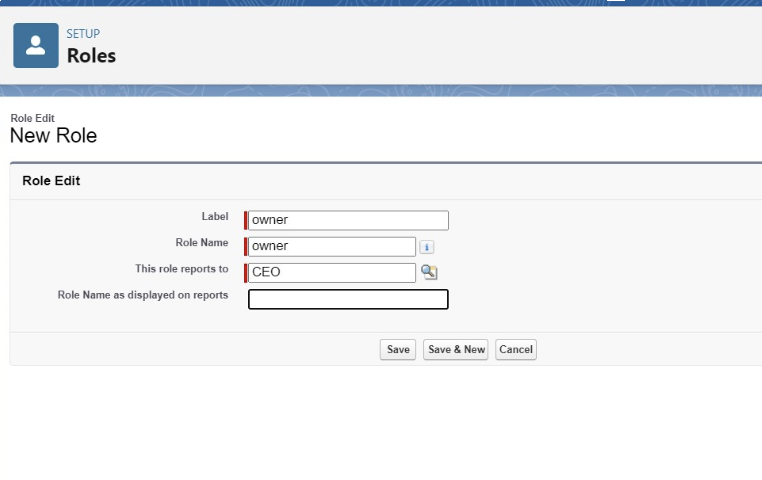 SETUP
Roles
Role Edit
New Role
Role Edit
Label owner
Role Name owner i
This role reports to CEO
Role Name as displayed on reports
Save Save & New Cancel